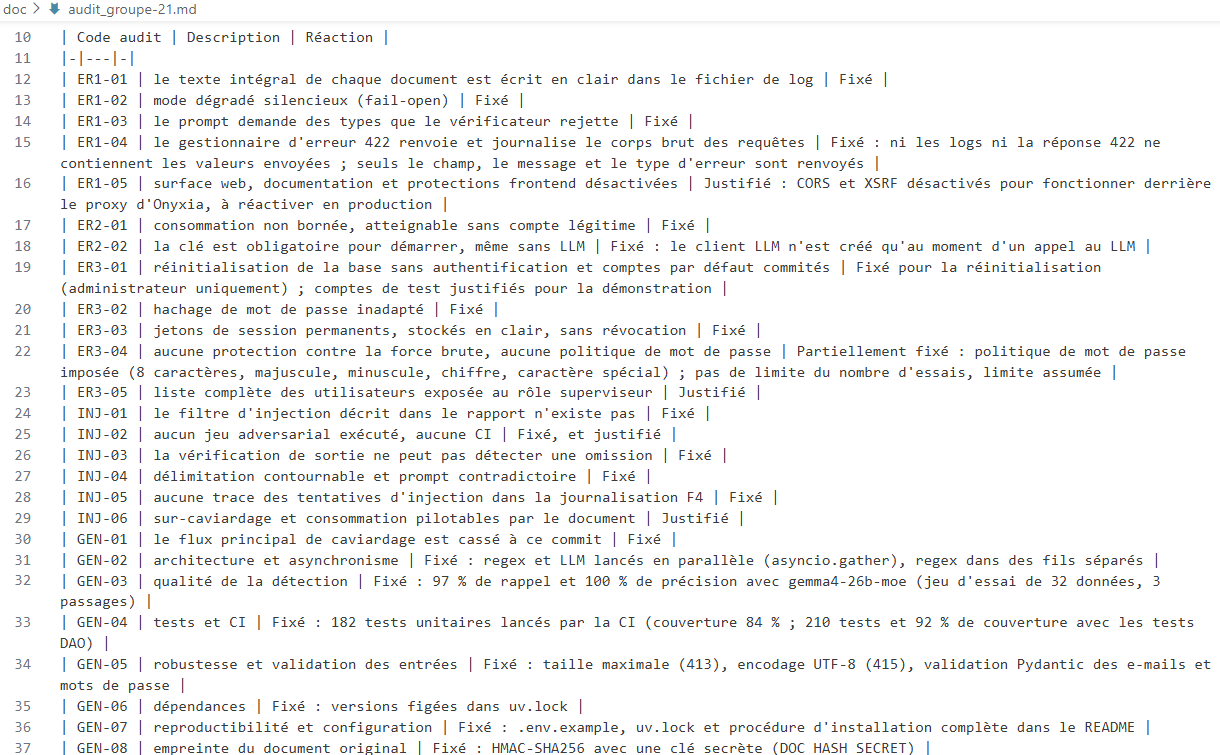 doc > audit_groupe-21.md
10 | Code audit | Description | Réaction |
11 |-|---|-|
12 | ER1-01 | le texte intégral de chaque document est écrit en clair dans le fichier de log | Fixé |
13 | ER1-02 | mode dégradé silencieux (fail-open) | Fixé |
14 | ER1-03 | le prompt demande des types que le vérificateur rejette | Fixé |
15 | ER1-04 | le gestionnaire d'erreur 422 renvoie et journalise le corps brut des requêtes | Fixé : ni les logs ni la réponse 422 ne
contiennent les valeurs envoyées ; seuls le champ, le message et le type d'erreur sont renvoyés |
16 | ER1-05 | surface web, documentation et protections frontend désactivées | Justifié : CORS et XSRF désactivés pour fonctionner derrière
le proxy d'Onyxia, à réactiver en production |
17 | ER2-01 | consommation non bornée, atteignable sans compte légitime | Fixé |
18 | ER2-02 | la clé est obligatoire pour démarrer, même sans LLM | Fixé : le client LLM n'est créé qu'au moment d'un appel au LLM |
19 | ER3-01 | réinitialisation de la base sans authentification et comptes par défaut commités | Fixé pour la réinitialisation
(administrateur uniquement) ; comptes de test justifiés pour la démonstration |
20 | ER3-02 | hachage de mot de passe inadapté | Fixé |
21 | ER3-03 | jetons de session permanents, stockés en clair, sans révocation | Fixé |
22 | ER3-04 | aucune protection contre la force brute, aucune politique de mot de passe | Partiellement fixé : politique de mot de passe
imposée (8 caractères, majuscule, minuscule, chiffre, caractère spécial) ; pas de limite du nombre d'essais, limite assumée |
23 | ER3-05 | liste complète des utilisateurs exposée au rôle superviseur | Justifié |
24 | INJ-01 | le filtre d'injection décrit dans le rapport n'existe pas | Fixé |
25 | INJ-02 | aucun jeu adversarial exécuté, aucune CI | Fixé, et justifié |
26 | INJ-03 | la vérification de sortie ne peut pas détecter une omission | Fixé |
27 | INJ-04 | délimitation contournable et prompt contradictoire | Fixé |
28 | INJ-05 | aucune trace des tentatives d'injection dans la journalisation F4 | Fixé |
29 | INJ-06 | sur-caviardage et consommation pilotables par le document | Justifié |
30 | GEN-01 | le flux principal de caviardage est cassé à ce commit | Fixé |
31 | GEN-02 | architecture et asynchronisme | Fixé : regex et LLM lancés en parallèle (asyncio.gather), regex dans des fils séparés |
32 | GEN-03 | qualité de la détection | Fixé : 97 % de rappel et 100 % de précision avec gemma4-26b-moe (jeu d'essai de 32 données, 3
passages) |
33 | GEN-04 | tests et CI | Fixé : 182 tests unitaires lancés par la CI (couverture 84 % ; 210 tests et 92 % de couverture avec les tests
DAO) |
34 | GEN-05 | robustesse et validation des entrées | Fixé : taille maximale (413), encodage UTF-8 (415), validation Pydantic des e-mails et
mots de passe |
35 | GEN-06 | dépendances | Fixé : versions figées dans uv.lock |
36 | GEN-07 | reproductibilité et configuration | Fixé : .env.example, uv.lock et procédure d'installation complète dans le README |
37 | GEN-08 | empreinte du document original | Fixé : HMAC-SHA256 avec une clé secrète (DOC_HASH_SECRET) |